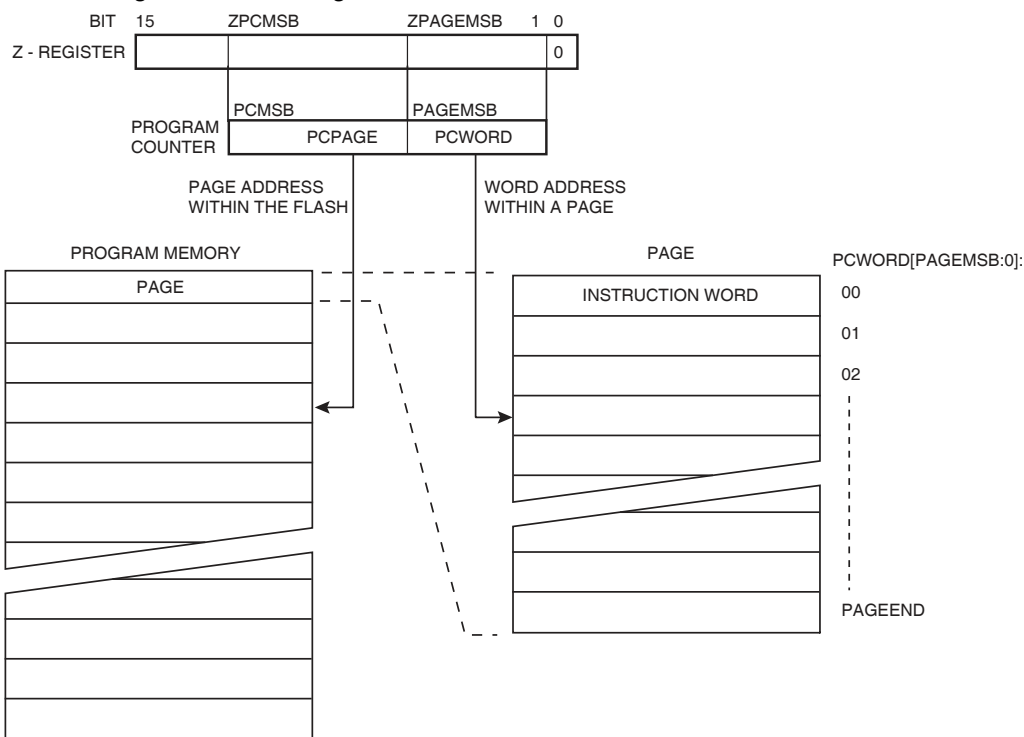 BIT 15 ZPCMSB ZPAGEMSB 1 0
Z - REGISTER 0
PCMSB PAGEMSB
PROGRAM
COUNTER
PCPAGE PCWORD
PAGE ADDRESS
WITHIN THE FLASH
WORD ADDRESS
WITHIN A PAGE
PROGRAM MEMORY
PAGE
PAGE
PCWORD[PAGEMSB:0]:
INSTRUCTION WORD
00
01
02
PAGEEND